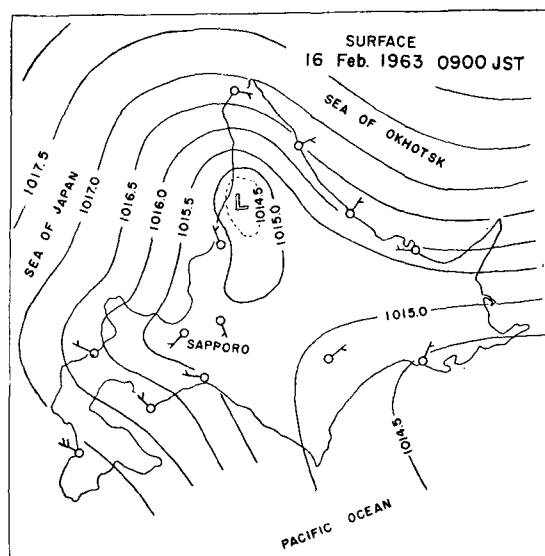 SURFACE
16 Feb. 1963 0900 JST
SEA OF OKHOTSK
SEA OF JAPAN
1017.5
1017.0
1016.5
1016.0
1015.5
L
1014.5
1015.0
1015.0
SAPPORO
1014.5
PACIFIC OCEAN